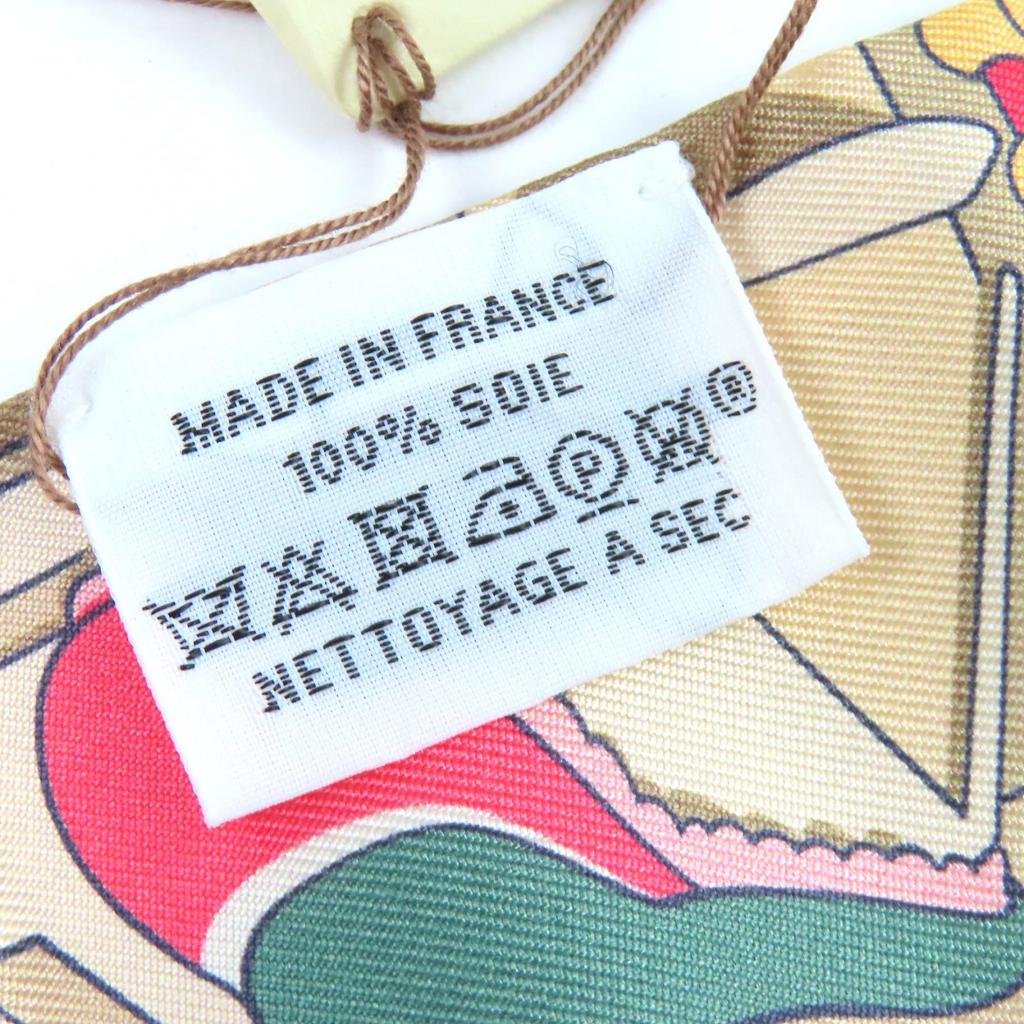 MADE IN FRANCE
100% SOIE
P W®
NETTOYAGE A SEC